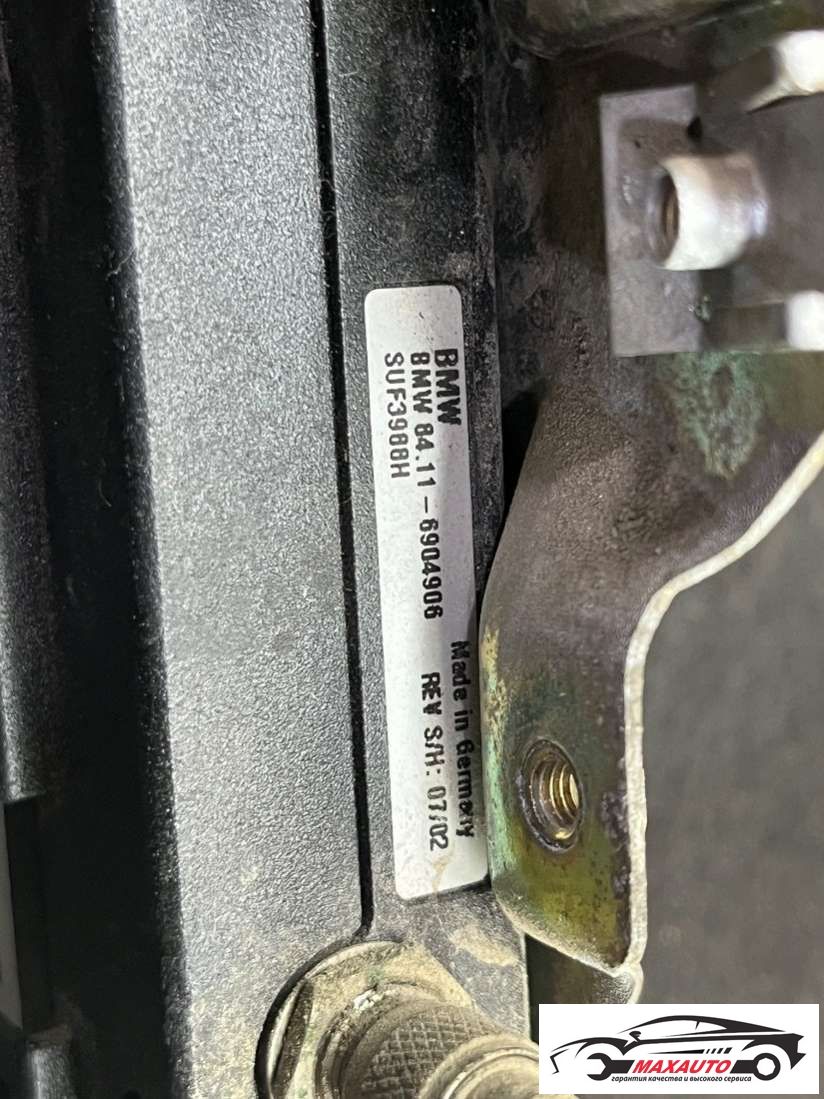 BMW
Made in Germany
BMW 84.11-6904906 REV S/H: 07/02
SUF3988H
MAXAUTO
гарантия качества и высокого сервиса